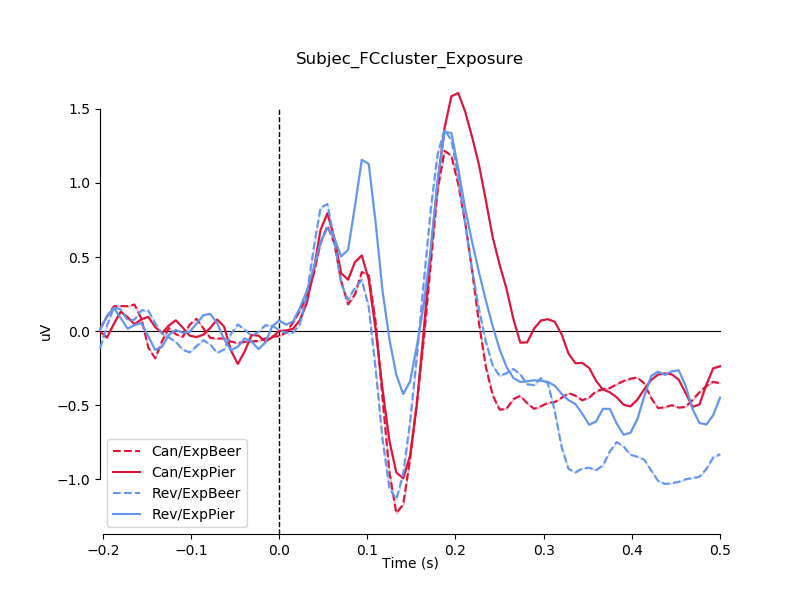 Subjec_FCcluster_Exposure
1.5
1.0
0.5
0.0
−0.5
−1.0
uV
Can/ExpBeer
Can/ExpPier
Rev/ExpBeer
Rev/ExpPier
−0.2 −0.1 0.0 0.1 0.2 0.3 0.4 0.5
Time (s)